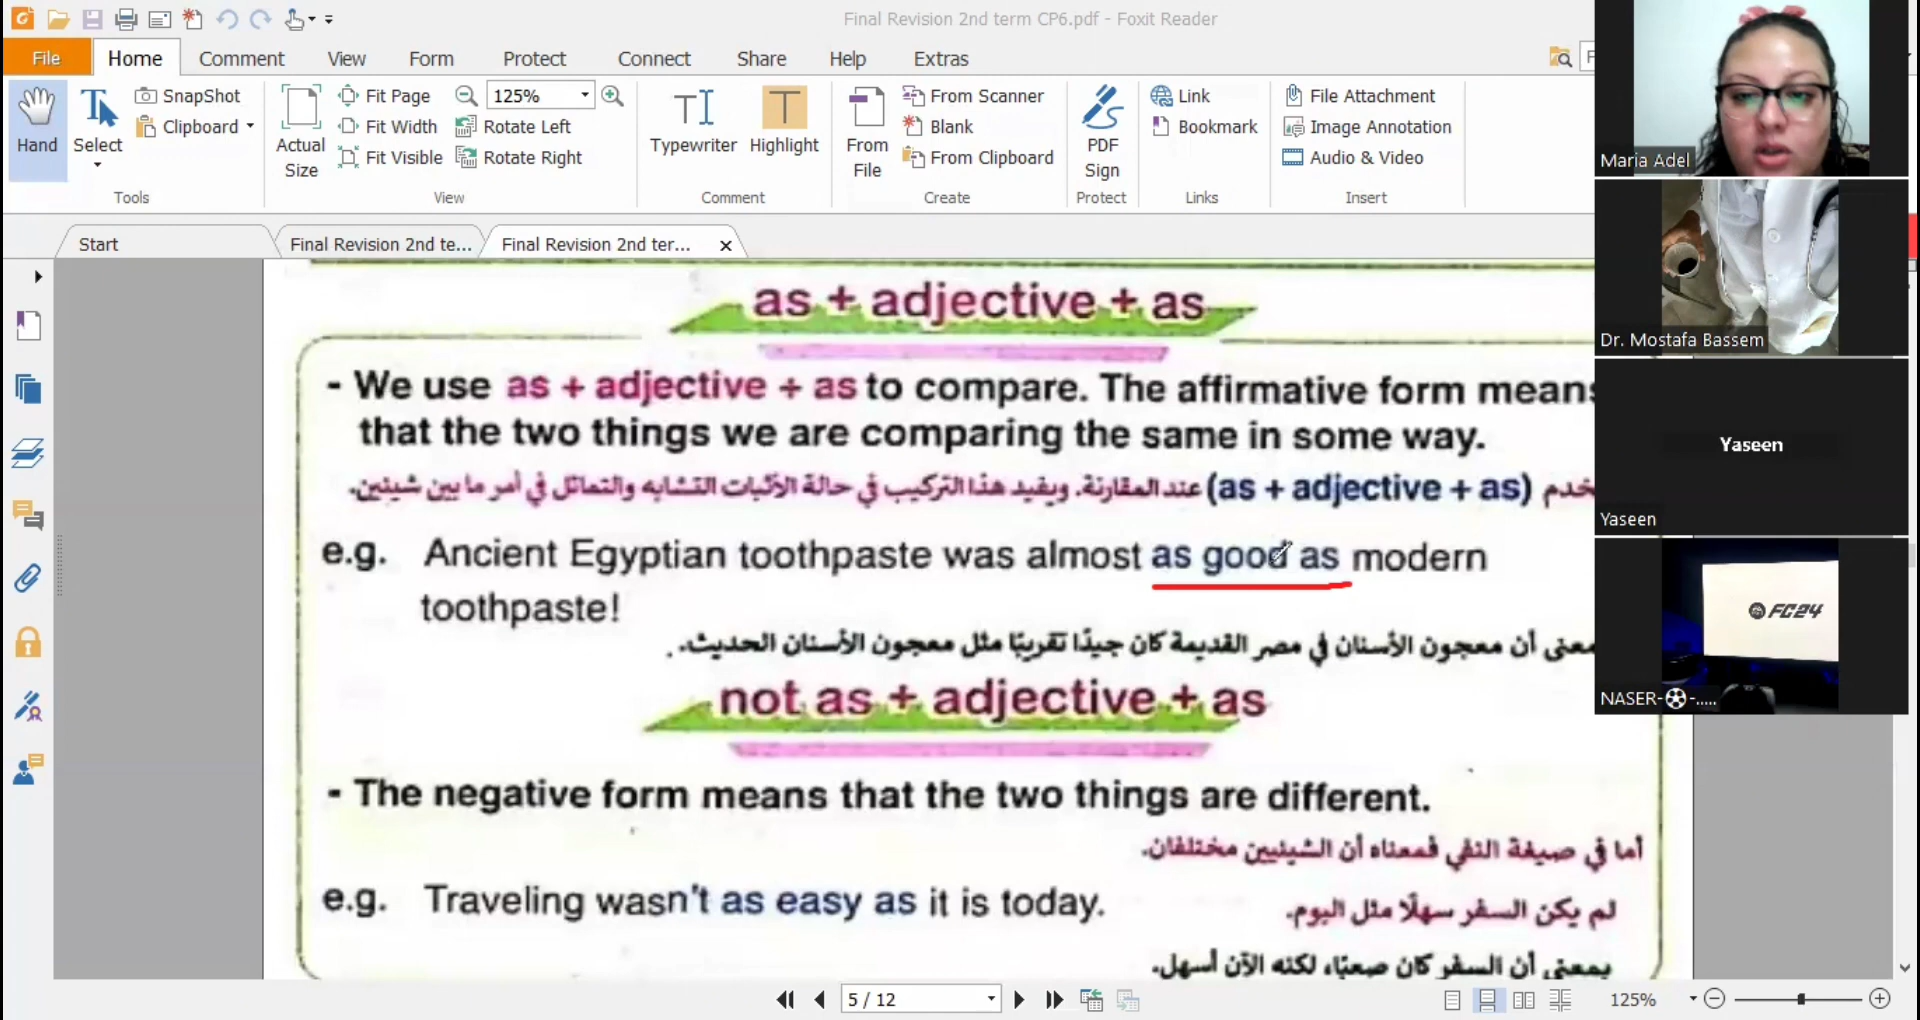 Final Revision 2nd term CP6.pdf - Foxit Reader
File Home Comment View Form Protect Connect Share Help Extras
Hand
Select
SnapShot
Clipboard
Tools
Actual Size
Fit Page
Fit Width
Fit Visible
125%
Rotate Left
Rotate Right
View
Typewriter
Highlight
Comment
From File
From Scanner
Blank
From Clipboard
Create
PDF Sign
Protect
Link
Bookmark
Links
File Attachment
Image Annotation
Audio & Video
Insert
Start
Final Revision 2nd te...
Final Revision 2nd ter...
as + adjective + as
- We use as + adjective + as to compare. The affirmative form means
that the two things we are comparing the same in some way.
(as + adjective + as) عند المقارنة. ويفيد هذا التركيب في حالة الإثبات التشابه والتماثل في أمر ما بين شيئين.
e.g. Ancient Egyptian toothpaste was almost as good as modern
toothpaste!
أن معجون الأسنان في مصر القديمة كان جيدًا تقريبًا مثل معجون الأسنان الحديث.
not as + adjective + as
- The negative form means that the two things are different.
أما في صيغة النفي فمعناه أن الشيئين مختلفان.
e.g. Traveling wasn't as easy as it is today.
لم يكن السفر سهلًا مثل اليوم.
بمعنى أن السفر كان صعبًا، لكنه الآن أسهل.
5 / 12
125%
Maria Adel
Dr. Mostafa Bassem
Yaseen
Yaseen
FC24
NASER-⚽-.....